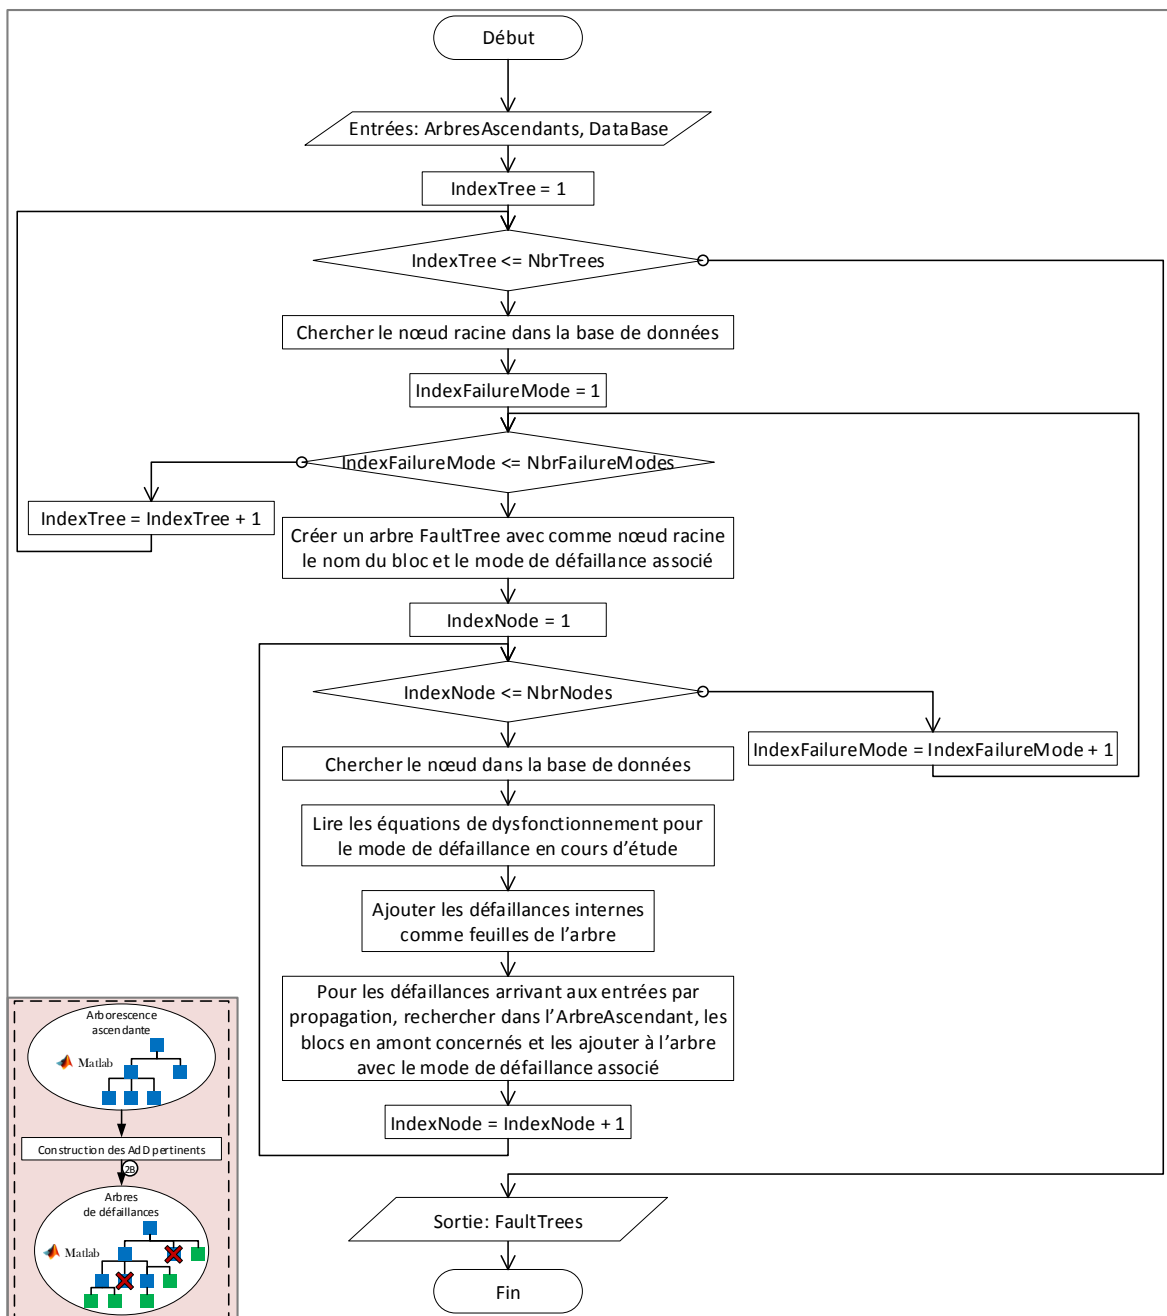 Début
Entrées: ArbresAscendants, DataBase
IndexTree = 1
IndexTree <= NbrTrees
Chercher le nœud racine dans la base de données
IndexFailureMode = 1
IndexFailureMode <= NbrFailureModes
IndexTree = IndexTree + 1
Créer un arbre FaultTree avec comme nœud racine
le nom du bloc et le mode de défaillance associé
IndexNode = 1
IndexNode <= NbrNodes
IndexFailureMode = IndexFailureMode + 1
Chercher le nœud dans la base de données
Lire les équations de dysfonctionnement pour
le mode de défaillance en cours d’étude
Ajouter les défaillances internes
comme feuilles de l’arbre
Pour les défaillances arrivant aux entrées par
propagation, rechercher dans l’ArbreAscendant, les
blocs en amont concernés et les ajouter à l’arbre
avec le mode de défaillance associé
IndexNode = IndexNode + 1
Sortie: FaultTrees
Fin
Arborescence
ascendante
Matlab
Construction des AdD pertinents
2B
Arbres
de défaillances
Matlab